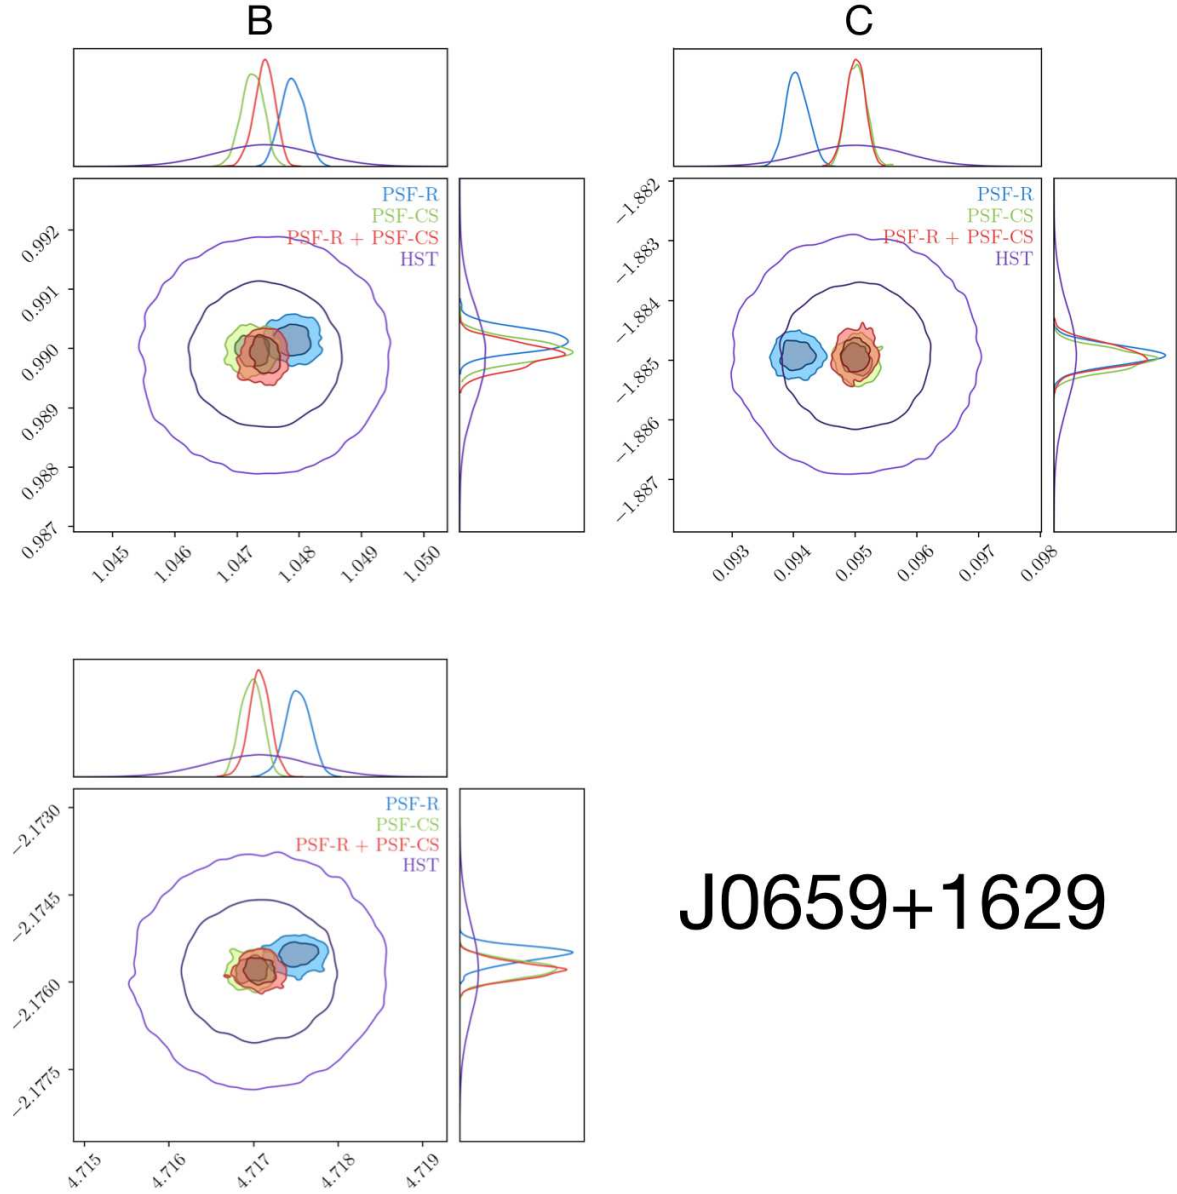 B
C
PSF-R
PSF-CS
PSF-R + PSF-CS
HST
0.992
0.991
0.990
0.989
0.988
0.987
1.045
1.046
1.047
1.048
1.049
1.050
PSF-R
PSF-CS
PSF-R + PSF-CS
HST
−1.882
−1.883
−1.884
−1.885
−1.886
−1.887
0.093
0.094
0.095
0.096
0.097
0.098
PSF-R
PSF-CS
PSF-R + PSF-CS
HST
−2.1730
−2.1745
−2.1760
−2.1775
4.715
4.716
4.717
4.718
4.719
J0659+1629